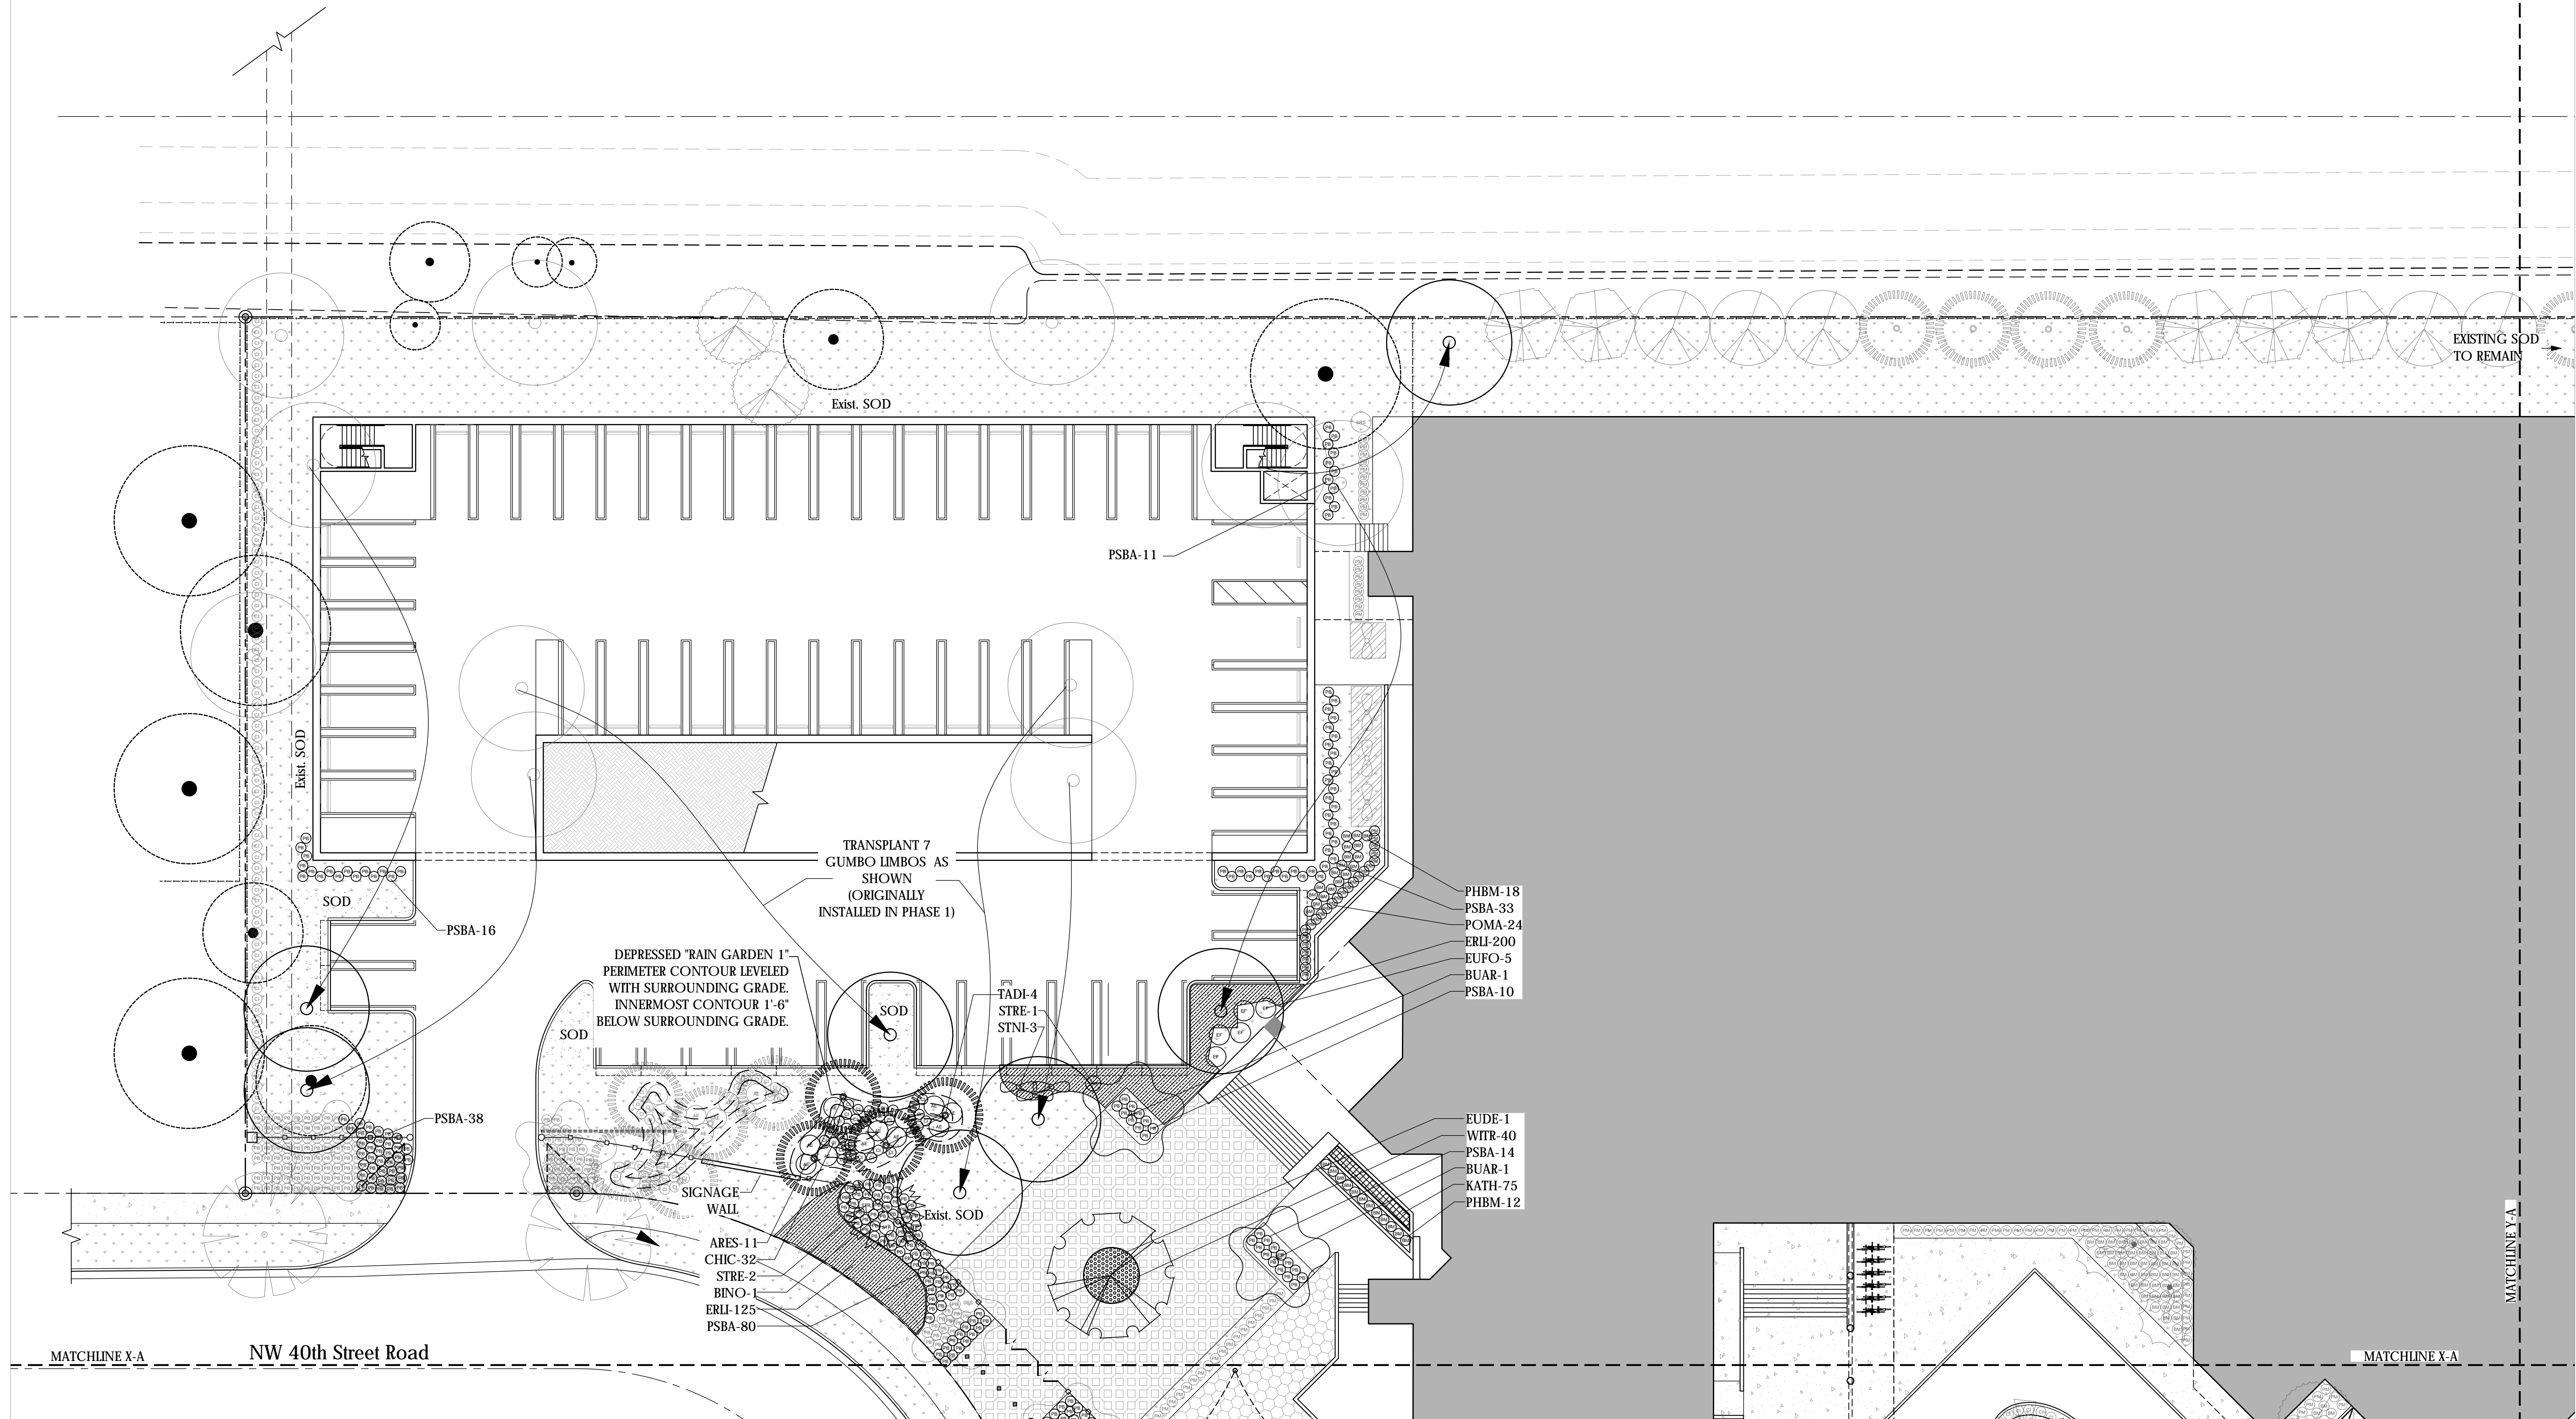 EXISTING SOD
TO REMAIN
Exist. SOD
PSBA-11
Exist. SOD
TRANSPLANT 7
GUMBO LIMBOS AS
SHOWN
(ORIGINALLY
INSTALLED IN PHASE 1)
SOD
PSBA-16
PHBM-18
PSBA-33
POMA-24
ERLI-200
EUFO-5
BUAR-1
PSBA-10
DEPRESSED "RAIN GARDEN 1"
PERIMETER CONTOUR LEVELED
WITH SURROUNDING GRADE.
INNERMOST CONTOUR 1'-6"
BELOW SURROUNDING GRADE.
TADI-4
STRE-1
STNI-3
SOD
SOD
PSBA-38
EUDE-1
WITR-40
PSBA-14
BUAR-1
KATH-75
PHBM-12
SIGNAGE
WALL
Exist. SOD
ARES-11
CHIC-32
STRE-2
BINO-1
ERLI-125
PSBA-80
MATCHLINE Y-A
NW 40th Street Road
MATCHLINE X-A
MATCHLINE X-A